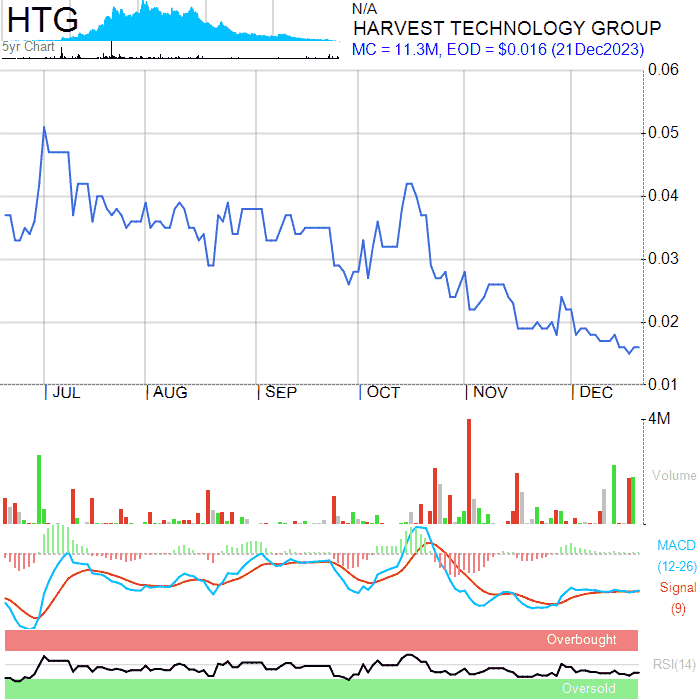 HTG
5yr Chart
N/A
HARVEST TECHNOLOGY GROUP
MC = 11.3M, EOD = $0.016 (21Dec2023)
0.06
0.05
0.04
0.03
0.02
0.01
JUL AUG SEP OCT NOV DEC
4M
Volume
MACD
(12-26)
Signal
(9)
Overbought
RSI(14)
Oversold